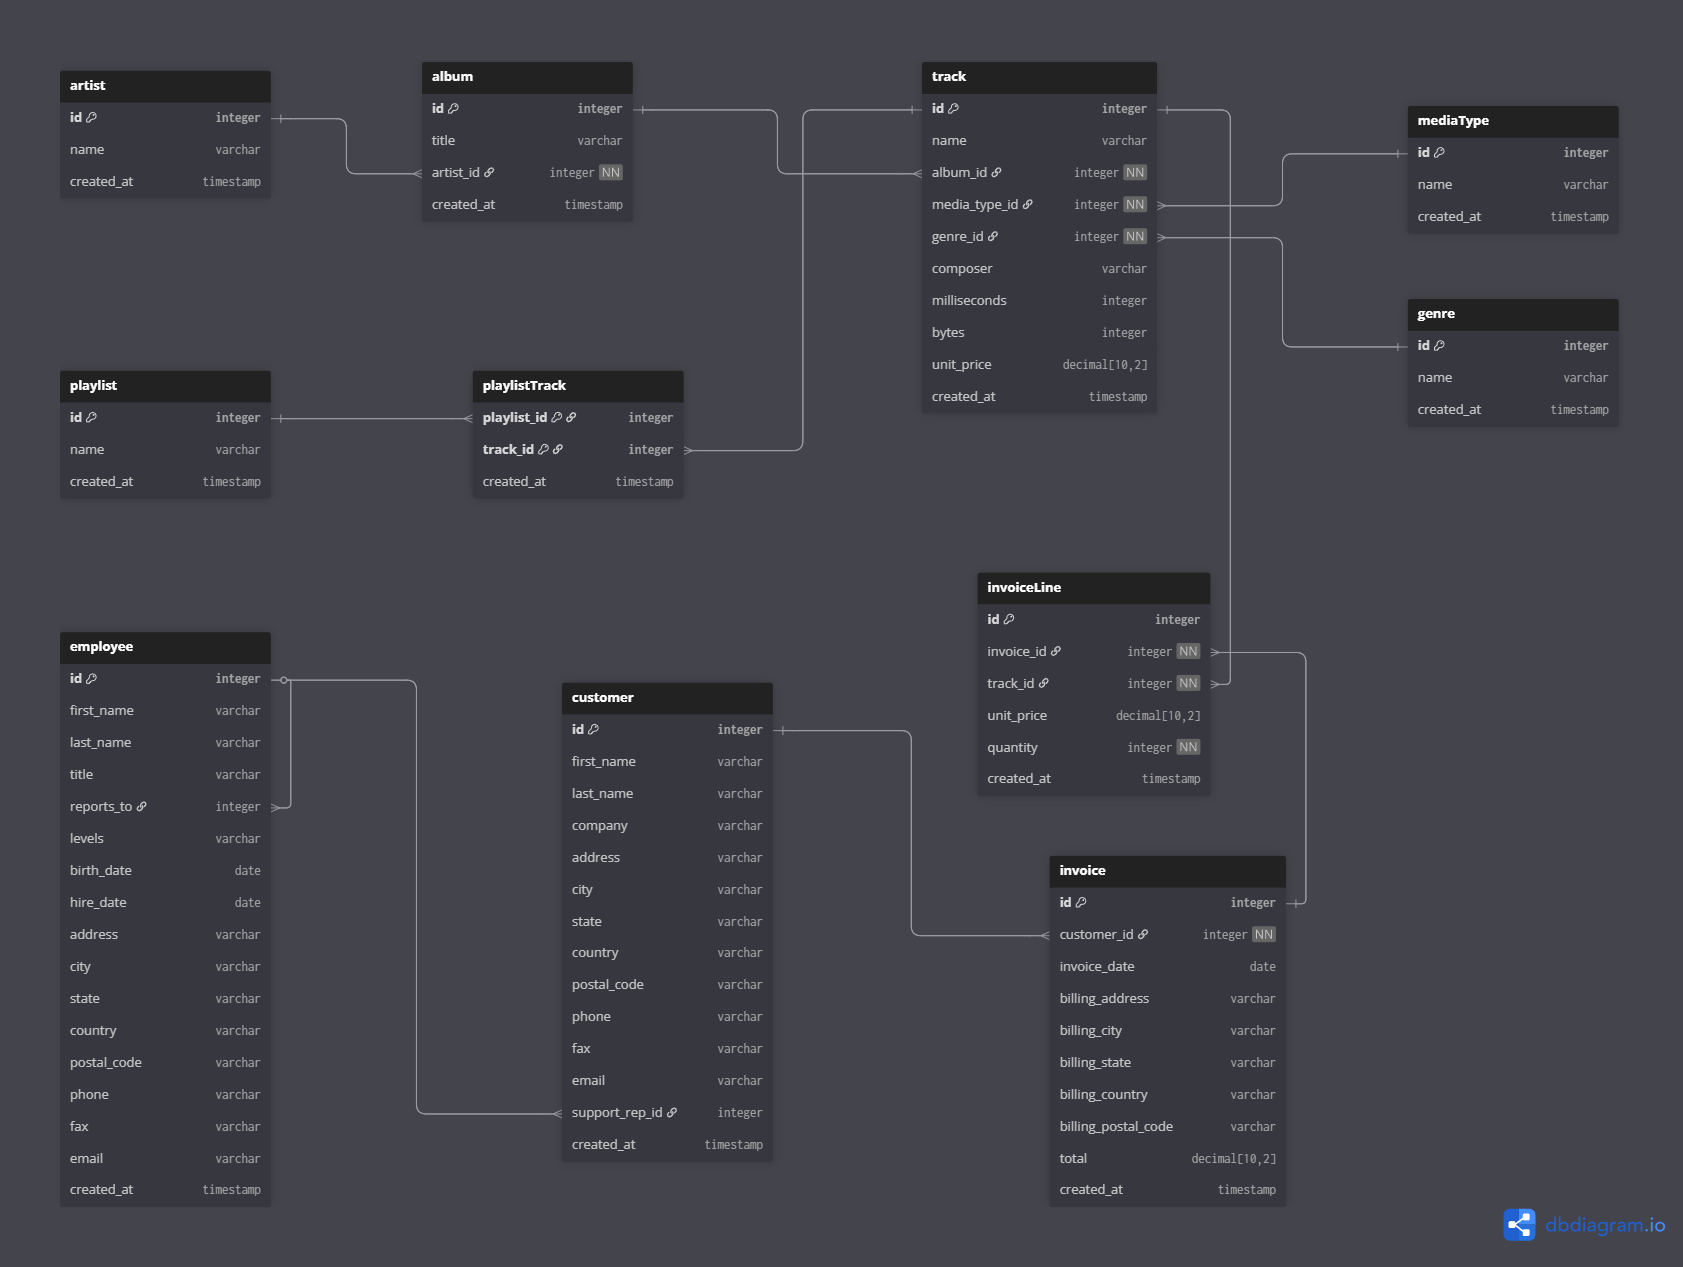 artist
id integer
name varchar
created_at timestamp
album
id integer
title varchar
artist_id integer NN
created_at timestamp
track
id integer
name varchar
album_id integer NN
media_type_id integer NN
genre_id integer NN
composer varchar
milliseconds integer
bytes integer
unit_price decimal[10,2]
created_at timestamp
mediaType
id integer
name varchar
created_at timestamp
genre
id integer
name varchar
created_at timestamp
playlist
id integer
name varchar
created_at timestamp
playlistTrack
playlist_id integer
track_id integer
created_at timestamp
invoiceLine
id integer
invoice_id integer NN
track_id integer NN
unit_price decimal[10,2]
quantity integer NN
created_at timestamp
employee
id integer
first_name varchar
last_name varchar
title varchar
reports_to integer
levels varchar
birth_date date
hire_date date
address varchar
city varchar
state varchar
country varchar
postal_code varchar
phone varchar
fax varchar
email varchar
created_at timestamp
customer
id integer
first_name varchar
last_name varchar
company varchar
address varchar
city varchar
state varchar
country varchar
postal_code varchar
phone varchar
fax varchar
email varchar
support_rep_id integer
created_at timestamp
invoice
id integer
customer_id integer NN
invoice_date date
billing_address varchar
billing_city varchar
billing_state varchar
billing_country varchar
billing_postal_code varchar
total decimal[10,2]
created_at timestamp
dbdiagram.io